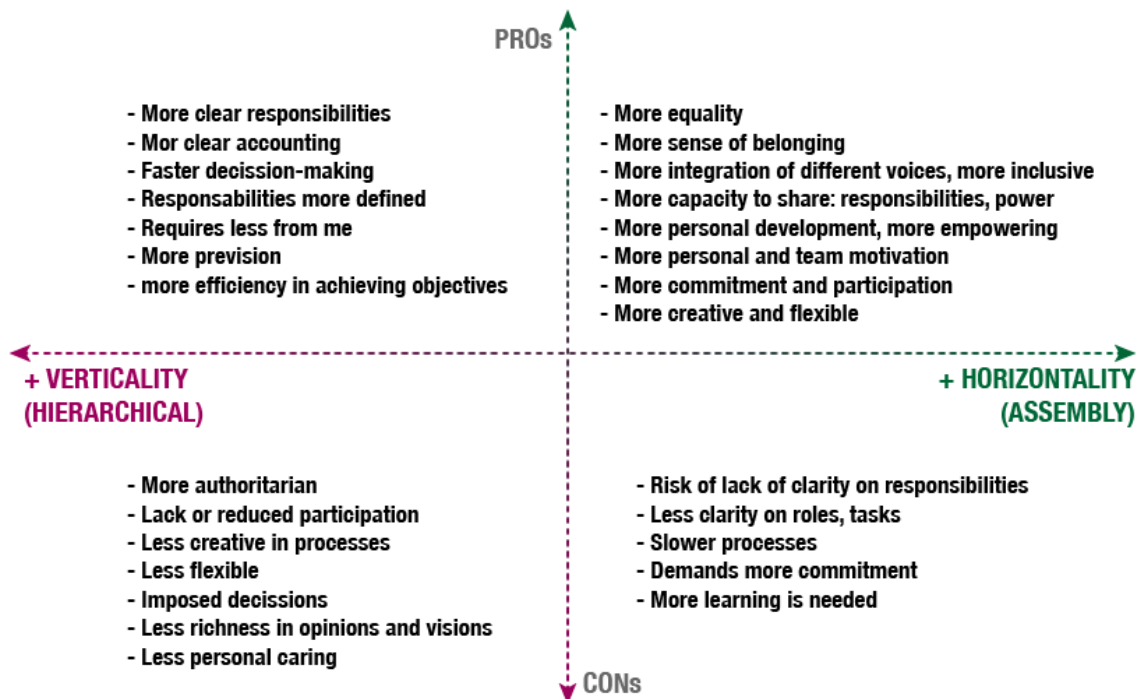 PROs
- More clear responsibilities
- Mor clear accounting
- Faster decission-making
- Responsabilities more defined
- Requires less from me
- More prevision
- more efficiency in achieving objectives
- More equality
- More sense of belonging
- More integration of different voices, more inclusive
- More capacity to share: responsibilities, power
- More personal development, more empowering
- More personal and team motivation
- More commitment and participation
- More creative and flexible
+ VERTICALITY
(HIERARCHICAL)
+ HORIZONTALITY
(ASSEMBLY)
- More authoritarian
- Lack or reduced participation
- Less creative in processes
- Less flexible
- Imposed decissions
- Less richness in opinions and visions
- Less personal caring
- Risk of lack of clarity on responsibilities
- Less clarity on roles, tasks
- Slower processes
- Demands more commitment
- More learning is needed
CONs